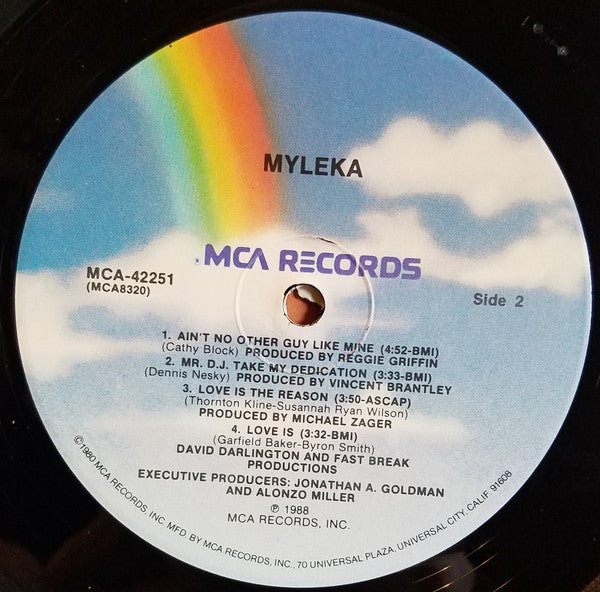 MYLEKA
MCA RECORDS
MCA-42251
(MCA8320)
Side 2
1. AIN'T NO OTHER GUY LIKE MINE (4:52-BMI)
(Cathy Block) PRODUCED BY REGGIE GRIFFIN
2. MR. D.J. TAKE MY DEDICATION (3:33-BMI)
(Dennis Nesky) PRODUCED BY VINCENT BRANTLEY
3. LOVE IS THE REASON (3:50-ASCAP)
(Thornton Kline-Susannah Ryan Wilson)
PRODUCED BY MICHAEL ZAGER
4. LOVE IS (3:32-BMI)
(Garfield Baker-Byron Smith)
DAVID DARLINGTON AND FAST BREAK
PRODUCTIONS
EXECUTIVE PRODUCERS: JONATHAN A. GOLDMAN
AND ALONZO MILLER
℗ 1988
MCA RECORDS, INC.
©1980 MCA RECORDS, INC. MFD. BY MCA RECORDS, INC., 70 UNIVERSAL PLAZA, UNIVERSAL CITY, CALIF. 91608